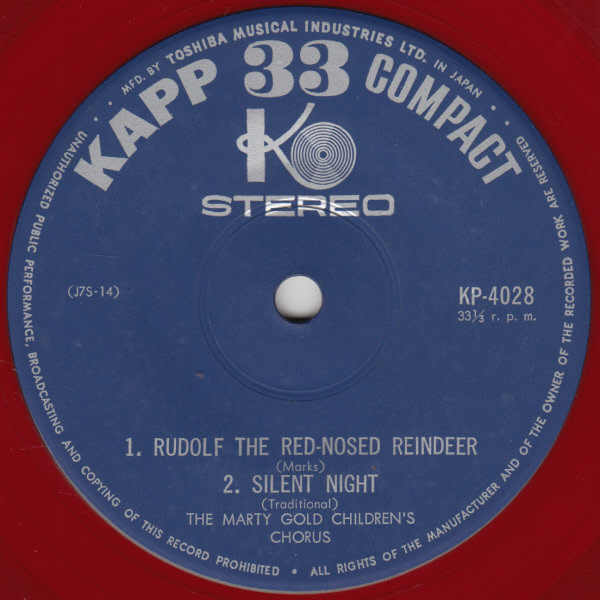 MFD. BY TOSHIBA MUSICAL INDUSTRIES LTD. IN JAPAN
KAPP 33 COMPACT
K
STEREO
(J7S-14)
KP-4028
33⅓ r. p. m.
1. RUDOLF THE RED-NOSED REINDEER
(Marks)
2. SILENT NIGHT
(Traditional)
THE MARTY GOLD CHILDREN'S
CHORUS
UNAUTHORIZED PUBLIC PERFORMANCE, BROADCASTING AND COPYING OF THIS RECORD PROHIBITED • ALL RIGHTS OF THE MANUFACTURER AND OF THE OWNER OF THE RECORDED WORK ARE RESERVED